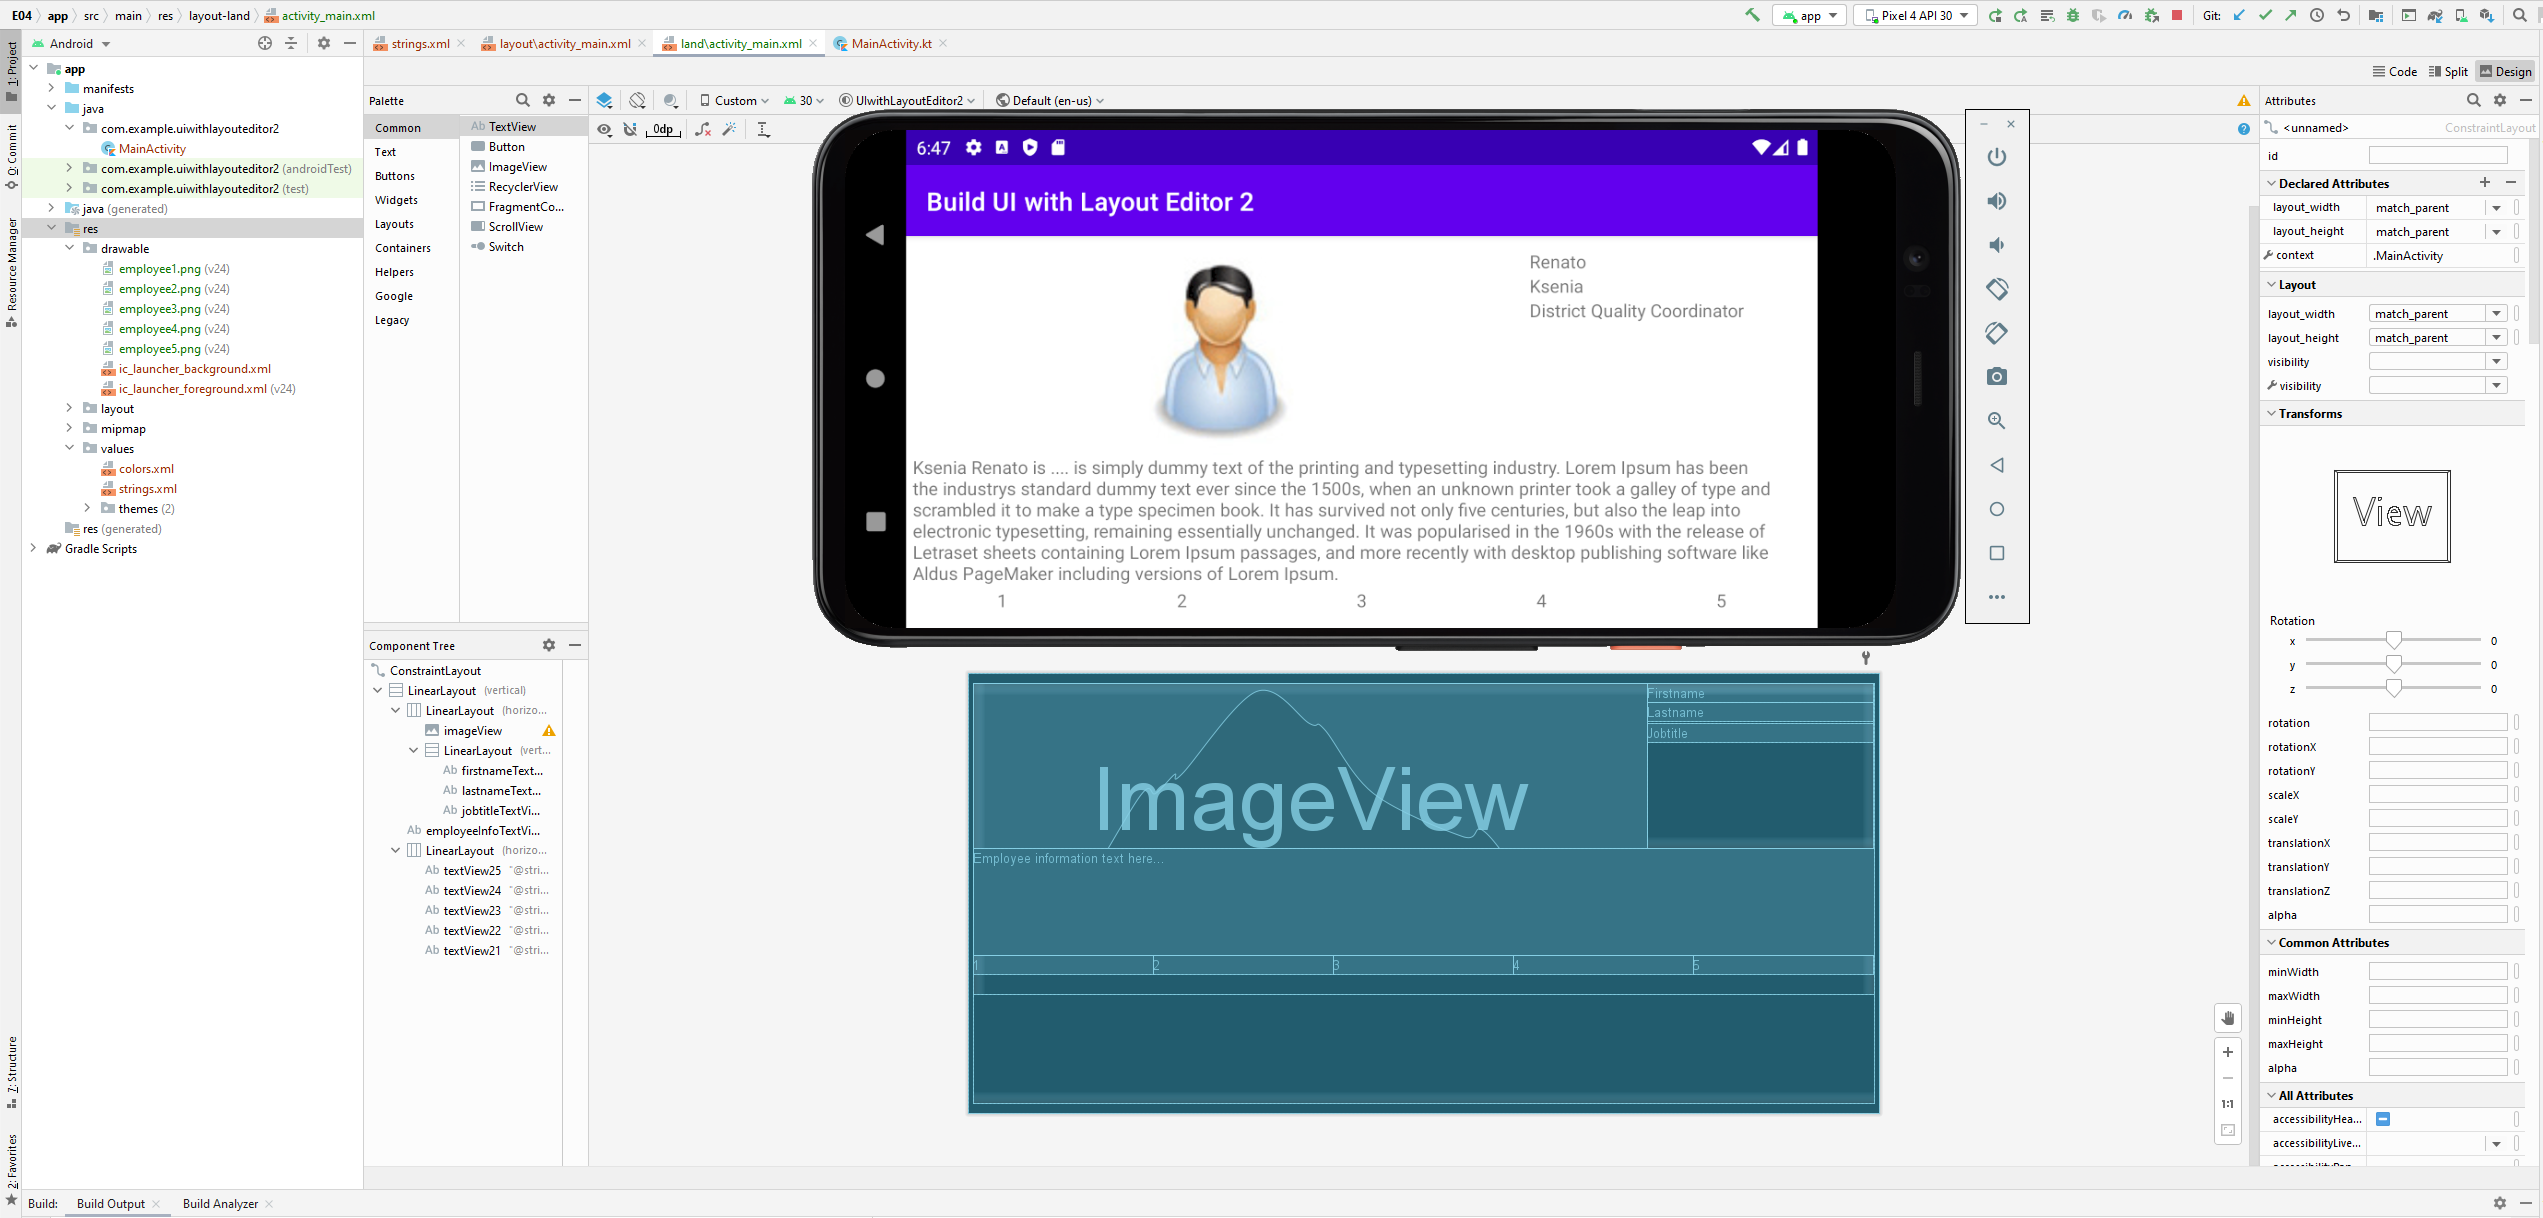 E04 app src main res layout-land activity_main.xml
app Pixel 4 API 30 Git:
1: Project
0: Commit
Resource Manager
7: Structure
2: Favorites
Android
strings.xml layout\activity_main.xml land\activity_main.xml MainActivity.kt
Code Split Design
app
manifests
java
com.example.uiwithlayouteditor2
MainActivity
com.example.uiwithlayouteditor2 (androidTest)
com.example.uiwithlayouteditor2 (test)
java (generated)
res
drawable
employee1.png (v24)
employee2.png (v24)
employee3.png (v24)
employee4.png (v24)
employee5.png (v24)
ic_launcher_background.xml
ic_launcher_foreground.xml (v24)
layout
mipmap
values
colors.xml
strings.xml
themes (2)
res (generated)
Gradle Scripts
Palette
Common
Text
Buttons
Widgets
Layouts
Containers
Helpers
Google
Legacy
Ab TextView
Button
ImageView
RecyclerView
FragmentCo...
ScrollView
Switch
Custom 30 UIwithLayoutEditor2 Default (en-us)
0dp
Component Tree
ConstraintLayout
LinearLayout (vertical)
LinearLayout (horizo...
imageView
LinearLayout (vert...
Ab firstnameText...
Ab lastnameText...
Ab jobtitleTextVi...
Ab employeeInfoTextVi...
LinearLayout (horizo...
Ab textView25 "@stri...
Ab textView24 "@stri...
Ab textView23 "@stri...
Ab textView22 "@stri...
Ab textView21 "@stri...
6:47
Build UI with Layout Editor 2
Renato
Ksenia
District Quality Coordinator
Ksenia Renato is .... is simply dummy text of the printing and typesetting industry. Lorem Ipsum has been
the industrys standard dummy text ever since the 1500s, when an unknown printer took a galley of type and
scrambled it to make a type specimen book. It has survived not only five centuries, but also the leap into
electronic typesetting, remaining essentially unchanged. It was popularised in the 1960s with the release of
Letraset sheets containing Lorem Ipsum passages, and more recently with desktop publishing software like
Aldus PageMaker including versions of Lorem Ipsum.
1 2 3 4 5
Firstname
Lastname
Jobtitle
ImageView
Employee information text here...
1 2 3 4 5
1:1
Attributes
<unnamed> ConstraintLayout
id
Declared Attributes
layout_width match_parent
layout_height match_parent
context .MainActivity
Layout
layout_width match_parent
layout_height match_parent
visibility
visibility
Transforms
View
Rotation
x 0
y 0
z 0
rotation
rotationX
rotationY
scaleX
scaleY
translationX
translationY
translationZ
alpha
Common Attributes
minWidth
maxWidth
minHeight
maxHeight
alpha
All Attributes
accessibilityHea...
accessibilityLive...
Build: Build Output Build Analyzer